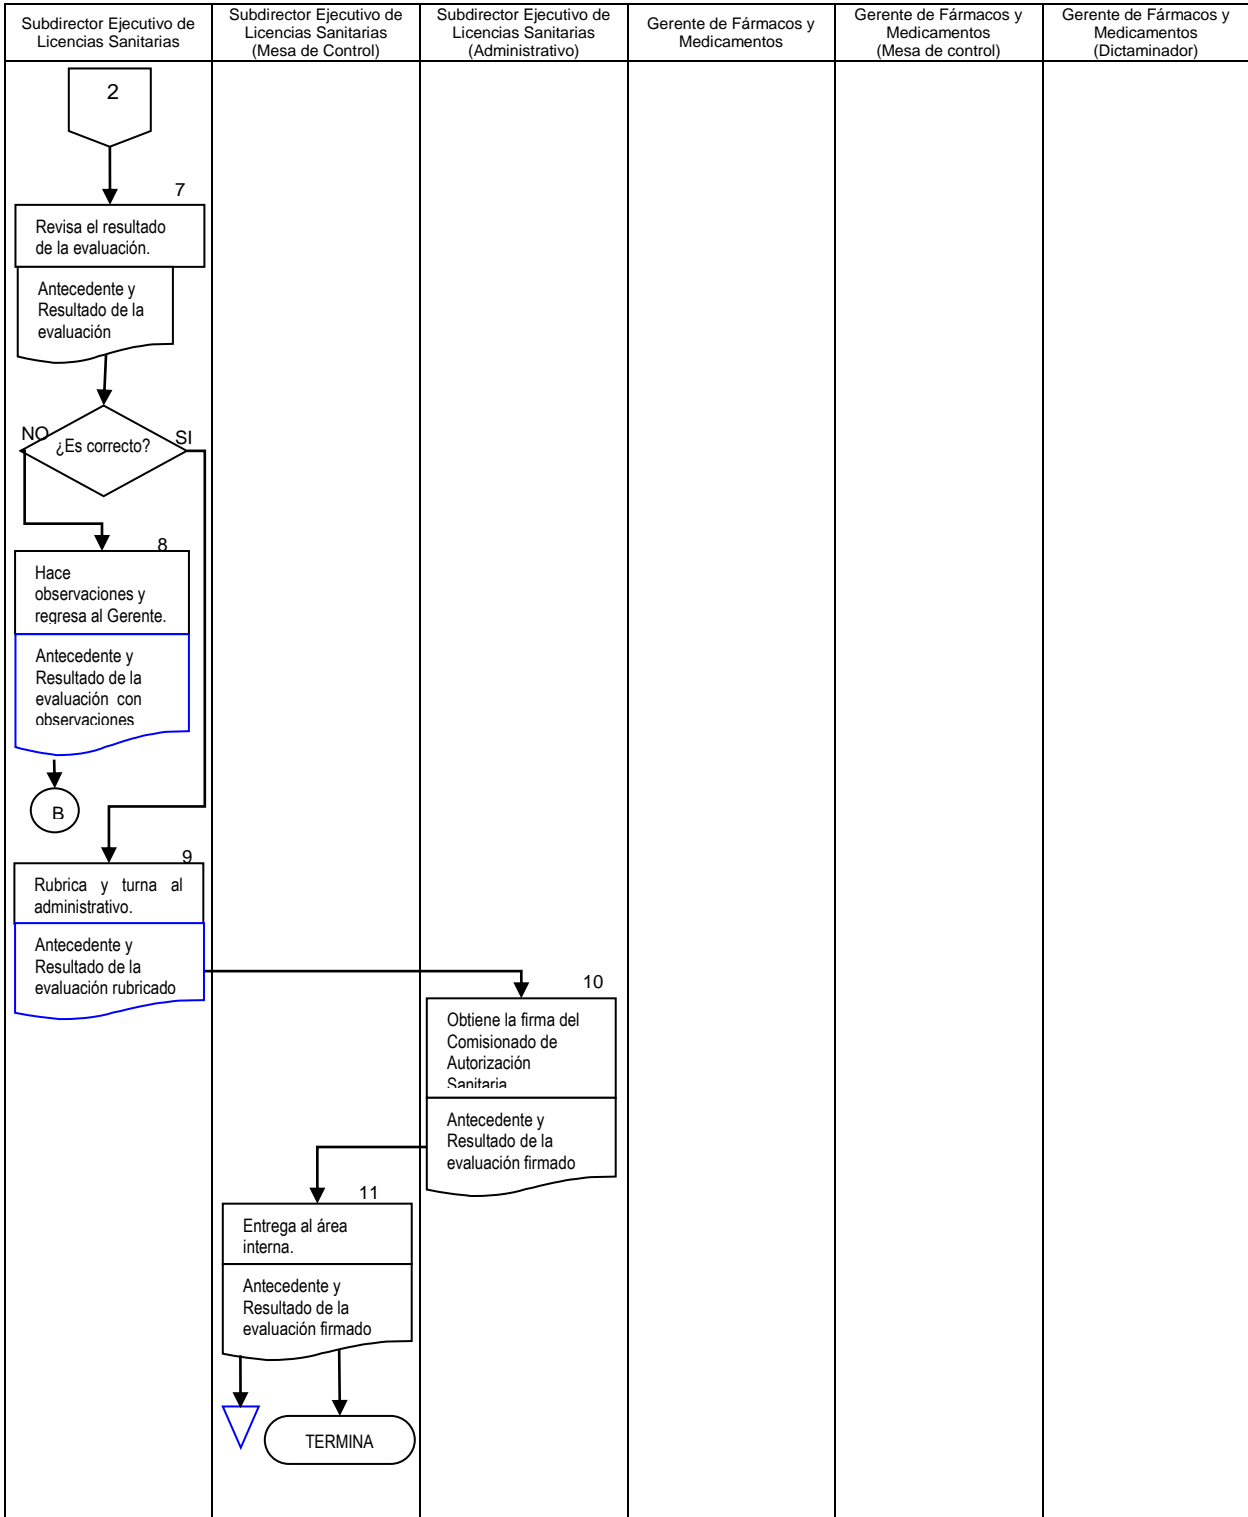 Subdirector Ejecutivo de
Licencias Sanitarias
Subdirector Ejecutivo de
Licencias Sanitarias
(Mesa de Control)
Subdirector Ejecutivo de
Licencias Sanitarias
(Administrativo)
Gerente de Fármacos y
Medicamentos
Gerente de Fármacos y
Medicamentos
(Mesa de control)
Gerente de Fármacos y
Medicamentos
(Dictaminador)
2
7
Revisa el resultado
de la evaluación.
Antecedente y
Resultado de la
evaluación
NO
¿Es correcto?
SI
8
Hace
observaciones y
regresa al Gerente.
Antecedente y
Resultado de la
evaluación con
observaciones
B
9
Rubrica y turna al
administrativo.
Antecedente y
Resultado de la
evaluación rubricado
10
Obtiene la firma del
Comisionado de
Autorización
Sanitaria
Antecedente y
Resultado de la
evaluación firmado
11
Entrega al área
interna.
Antecedente y
Resultado de la
evaluación firmado
TERMINA